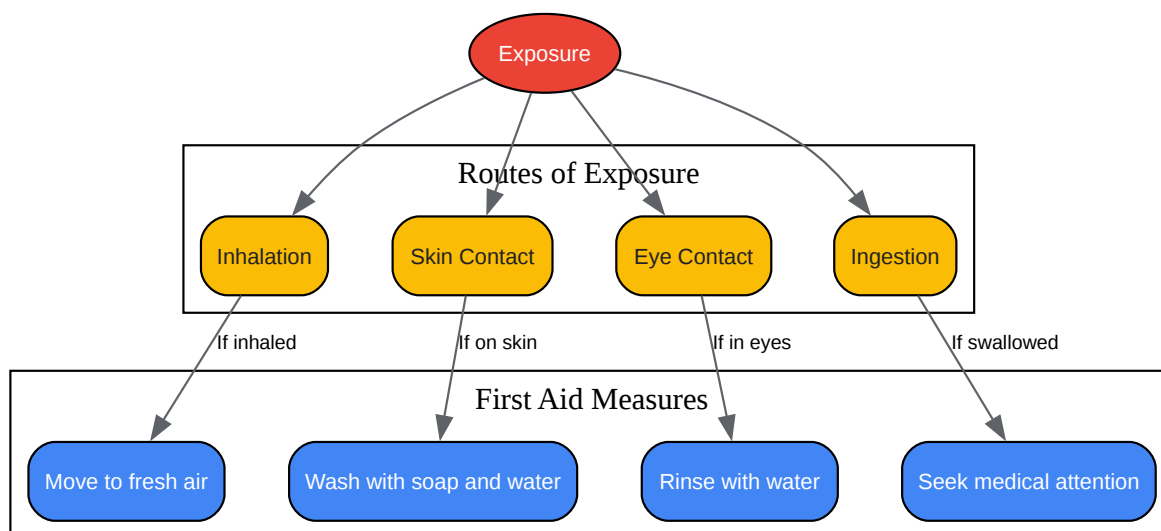 Exposure
Routes of Exposure
Inhalation
Skin Contact
Eye Contact
Ingestion
If inhaled
If on skin
If in eyes
If swallowed
First Aid Measures
Move to fresh air
Wash with soap and water
Rinse with water
Seek medical attention